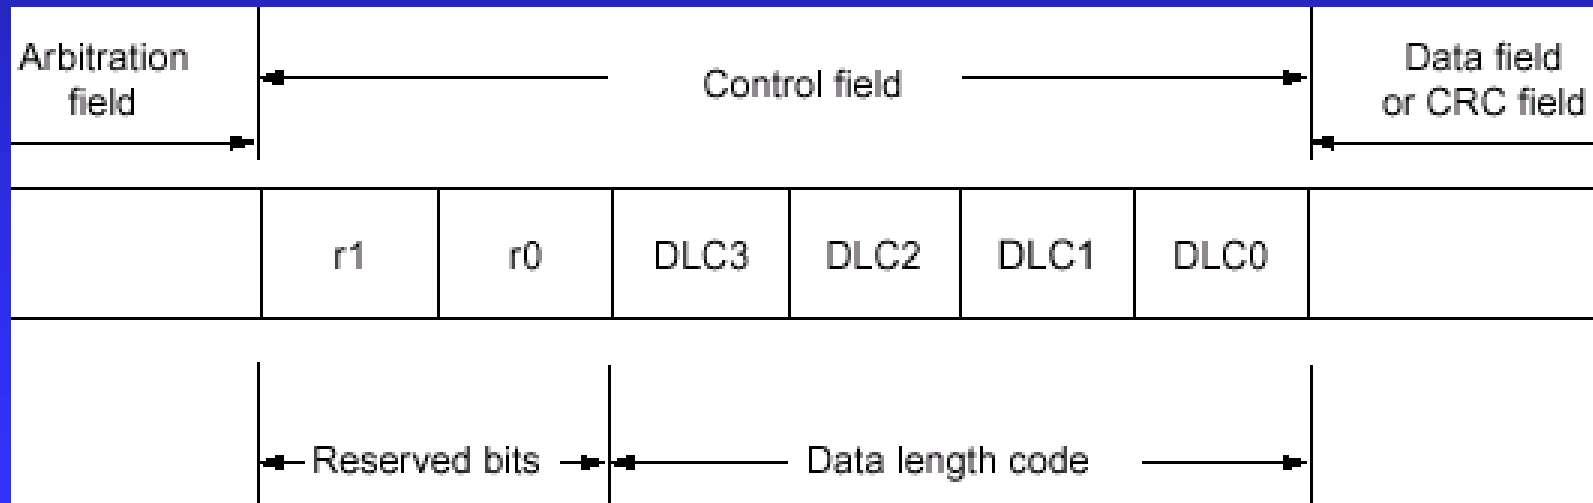 Arbitration
field
Control field
Data field
or CRC field
r1
r0
DLC3
DLC2
DLC1
DLC0
Reserved bits
Data length code